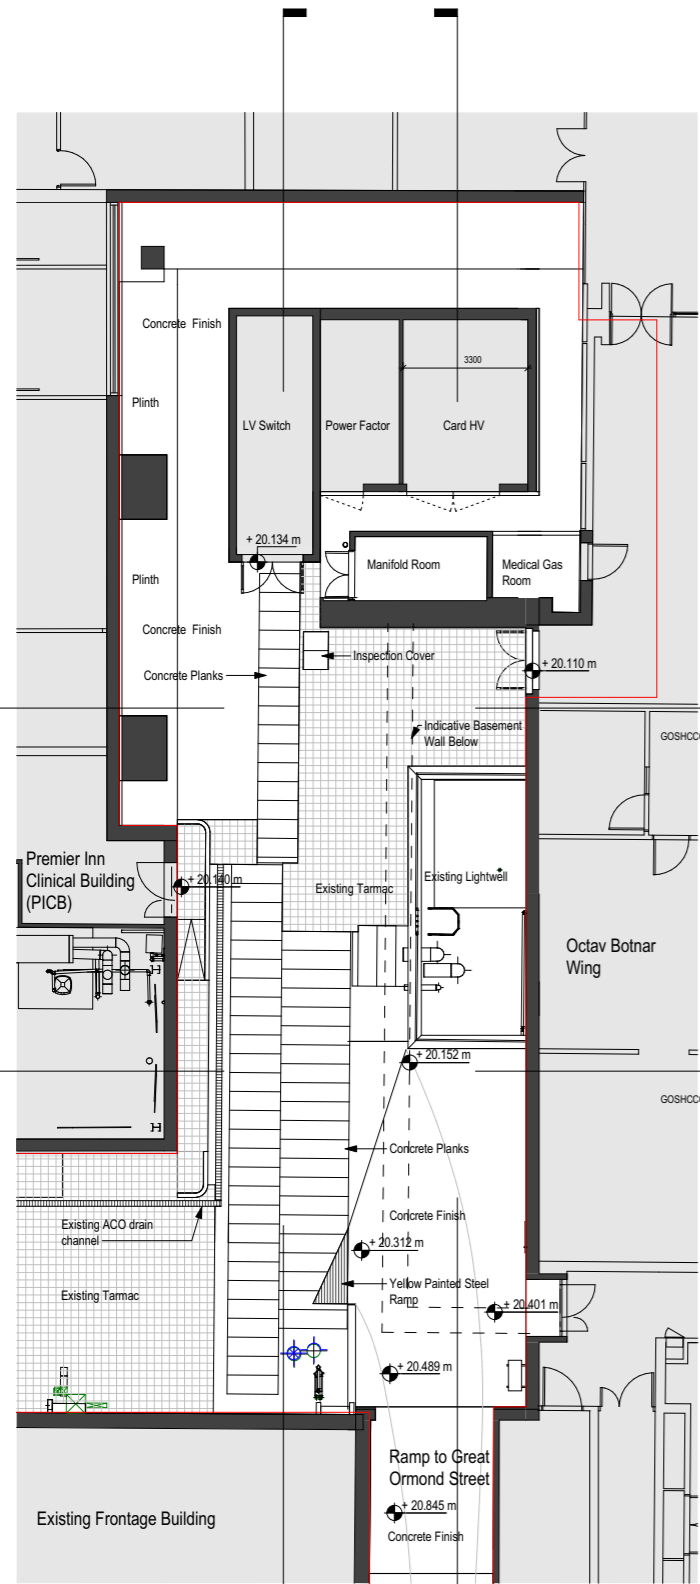 Concrete Finish
3300
Plinth
LV Switch
Power Factor
Card HV
+ 20.134 m
Manifold Room
Medical Gas
Room
Plinth
Concrete Finish
Inspection Cover
+ 20.110 m
Concrete Planks
Indicative Basement
Wall Below
GOSHCC
Premier Inn
Clinical Building
(PICB)
+ 20.140 m
Existing Tarmac
Existing Lightwell
Octav Botnar
Wing
+ 20.152 m
GOSHCC
Concrete Planks
Concrete Finish
Existing ACO drain
channel
+ 20.312 m
Existing Tarmac
Yellow Painted Steel
Ramp
+ 20.401 m
+ 20.489 m
Ramp to Great
Ormond Street
+ 20.845 m
Existing Frontage Building
Concrete Finish